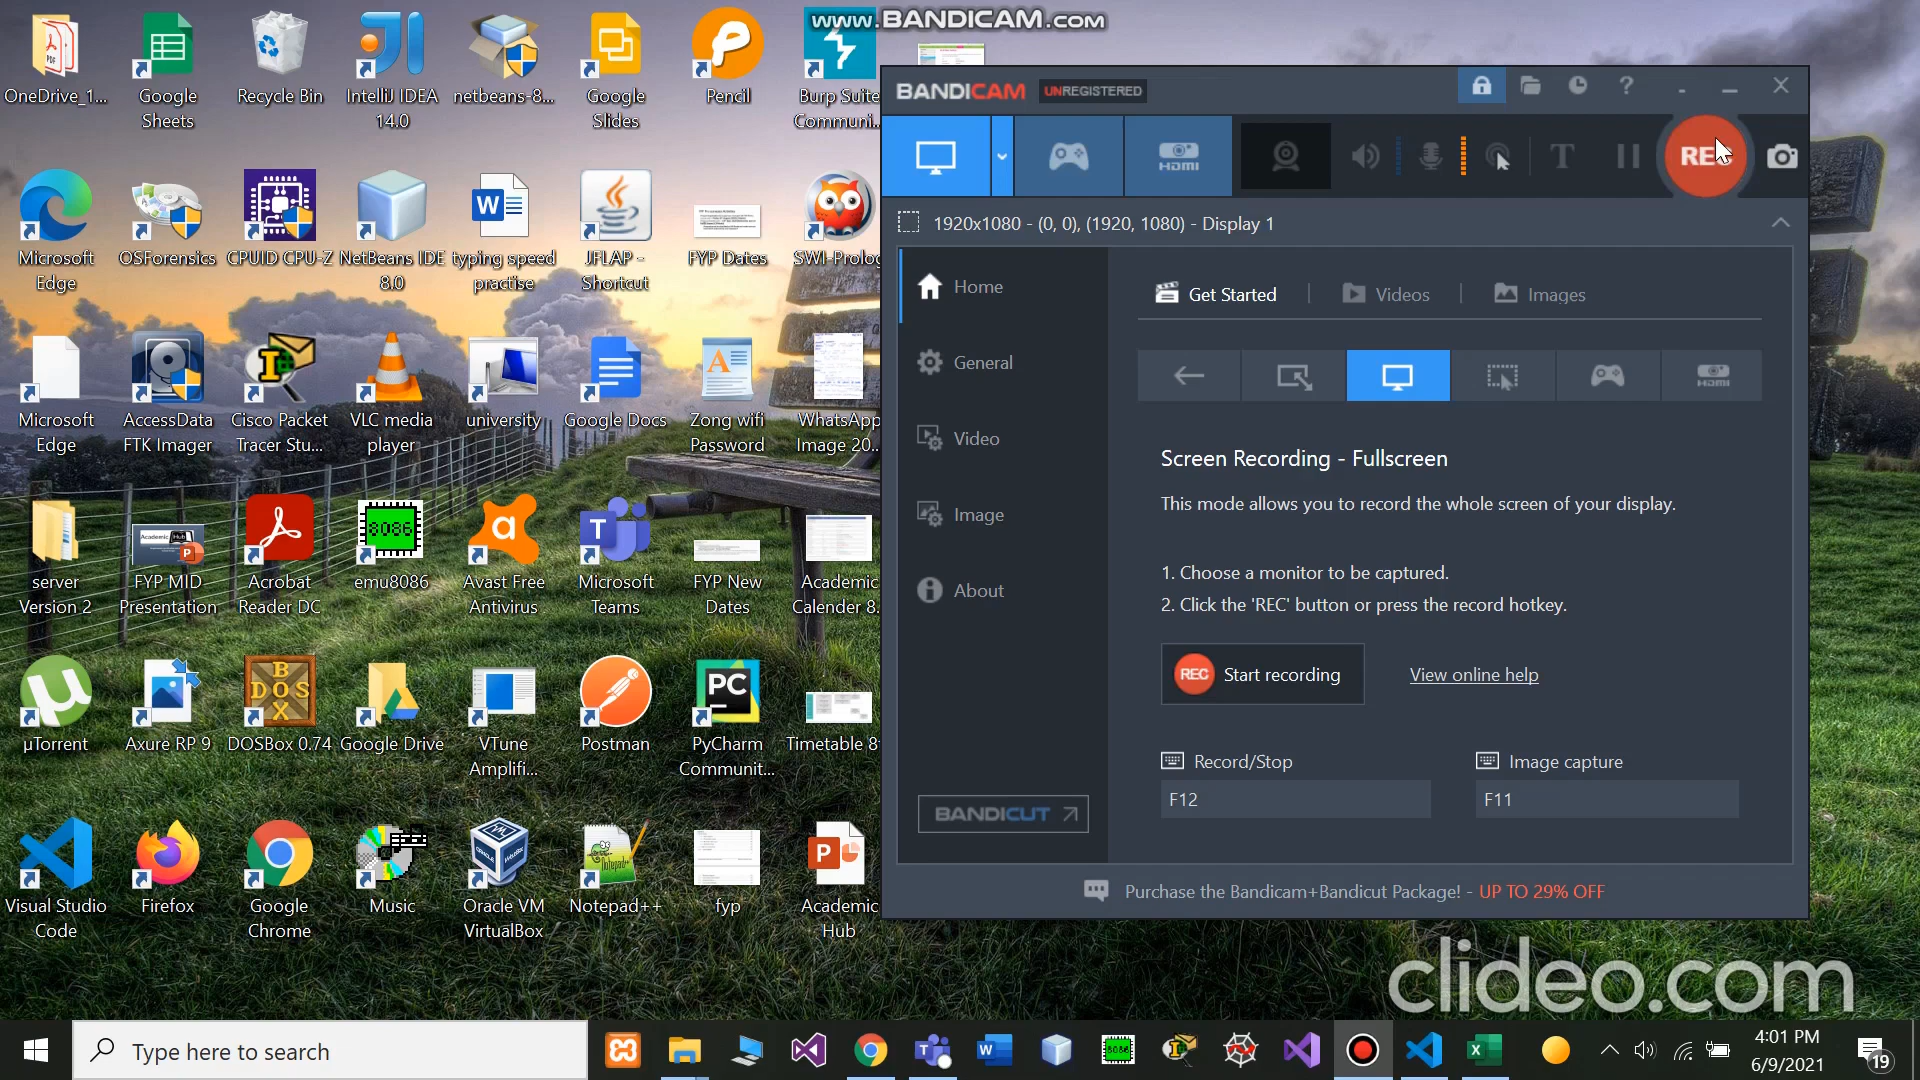 www.BANDICAM.com
OneDrive_1...
Google
Sheets
Recycle Bin
IntelliJ IDEA
14.0
netbeans-8...
Google
Slides
Pencil
Burp Suite
Communi...
Microsoft
Edge
OSForensics
CPUID CPU-Z
NetBeans IDE
8.0
typing speed
practise
JFLAP -
Shortcut
FYP Dates
SWI-Prolog
Microsoft
Edge
AccessData
FTK Imager
Cisco Packet
Tracer Stu...
VLC media
player
university
Google Docs
Zong wifi
Password
WhatsApp
Image 20...
server
Version 2
FYP MID
Presentation
Acrobat
Reader DC
8086
emu8086
Avast Free
Antivirus
Microsoft
Teams
FYP New
Dates
Academic
Calender 8...
µTorrent
Axure RP 9
DOSBox 0.74
Google Drive
VTune
Amplifi...
Postman
PyCharm
Communit...
Timetable 8
Visual Studio
Code
Firefox
Google
Chrome
Music
Oracle VM
VirtualBox
Notepad++
fyp
Academic
Hub
BANDICAM UNREGISTERED
HDMI
REC
1920x1080 - (0, 0), (1920, 1080) - Display 1
Home
General
Video
Image
About
BANDICUT
Get Started
Videos
Images
Screen Recording - Fullscreen
This mode allows you to record the whole screen of your display.
1. Choose a monitor to be captured.
2. Click the 'REC' button or press the record hotkey.
REC Start recording
View online help
Record/Stop
F12
Image capture
F11
Purchase the Bandicam+Bandicut Package! - UP TO 29% OFF
clideo.com
Type here to search
8086
4:01 PM
6/9/2021
19